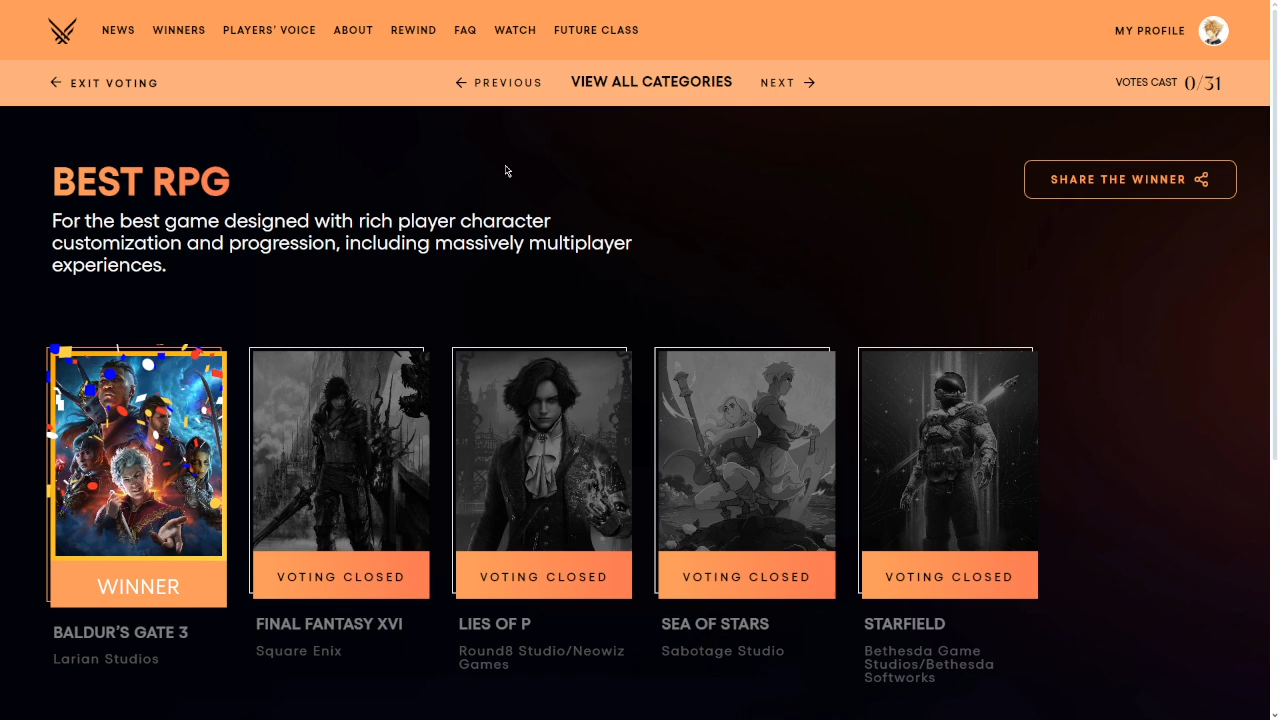 NEWS WINNERS PLAYERS' VOICE ABOUT REWIND FAQ WATCH FUTURE CLASS MY PROFILE
EXIT VOTING PREVIOUS VIEW ALL CATEGORIES NEXT VOTES CAST 0/31
BEST RPG
SHARE THE WINNER
For the best game designed with rich player character
customization and progression, including massively multiplayer
experiences.
WINNER
BALDUR'S GATE 3
Larian Studios
VOTING CLOSED
FINAL FANTASY XVI
Square Enix
VOTING CLOSED
LIES OF P
Round8 Studio/Neowiz
Games
VOTING CLOSED
SEA OF STARS
Sabotage Studio
VOTING CLOSED
STARFIELD
Bethesda Game
Studios/Bethesda
Softworks